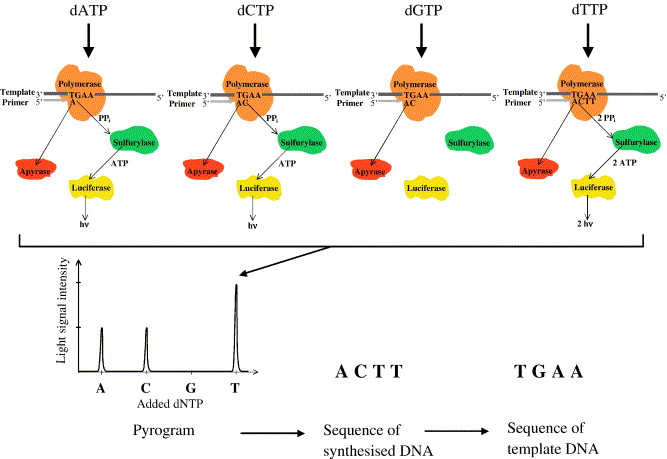 dATP
dCTP
dGTP
dTTP
Polymerase
Template 3' TGAA 5'
Primer 5' A
PPi
Sulfurylase
ATP
Apyrase
Luciferase
hν
Polymerase
Template 3' TGAA 5'
Primer 5' AC
PPi
Sulfurylase
ATP
Apyrase
Luciferase
hν
Polymerase
Template 3' TGAA 5'
Primer 5' AC
Sulfurylase
Apyrase
Luciferase
Polymerase
Template 3' TGAA 5'
Primer 5' ACTT
2 PPi
Sulfurylase
2 ATP
Apyrase
Luciferase
2 hν
Light signal intensity
A C G T
Added dNTP
A C T T
T G A A
Pyrogram
Sequence of
synthesised DNA
Sequence of
template DNA